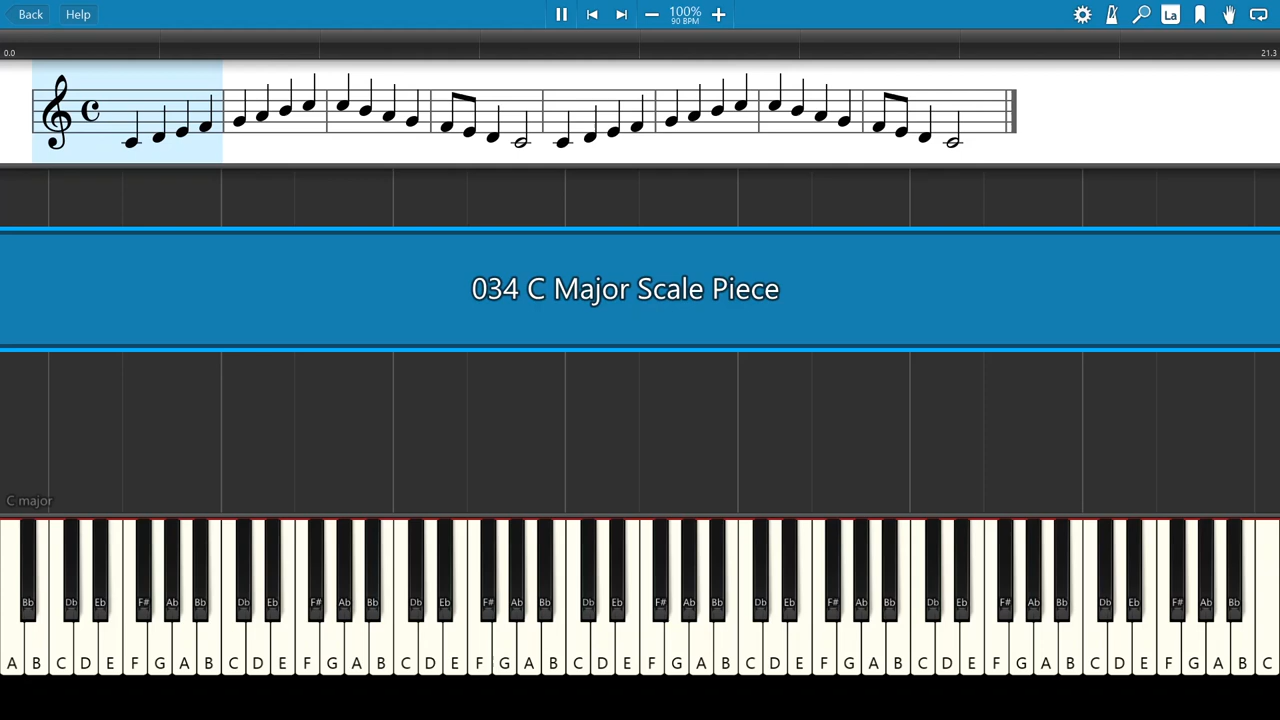 Back Help 100% La
90 BPM
0.0 21.3
034 C Major Scale Piece
C major
Bb Db Eb F# Ab Bb Db Eb F# Ab Bb Db Eb F# Ab Bb Db Eb F# Ab Bb Db Eb F# Ab Bb Db Eb F# Ab Bb Db Eb F# Ab Bb
A B C D E F G A B C D E F G A B C D E F G A B C D E F G A B C D E F G A B C D E F G A B C D E F G A B C